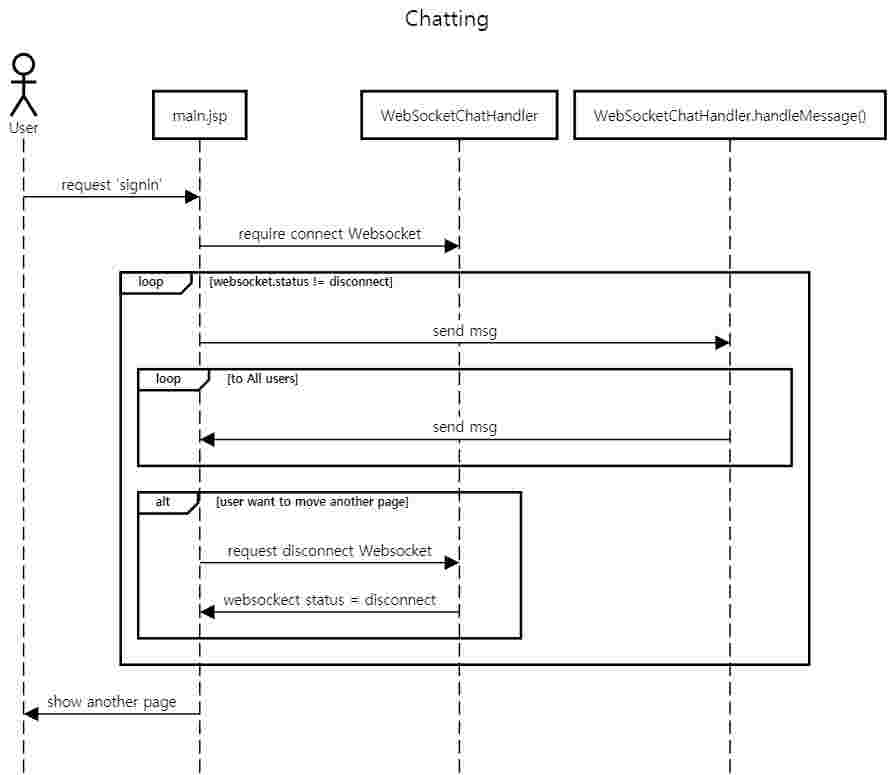 Chatting
User
main.jsp
WebSocketChatHandler
WebSocketChatHandler.handleMessage()
request 'signin'
require connect Websocket
loop
[websocket.status != disconnect]
send msg
loop
[to All users]
send msg
alt
[user want to move another page]
request disconnect Websocket
websockect status = disconnect
show another page